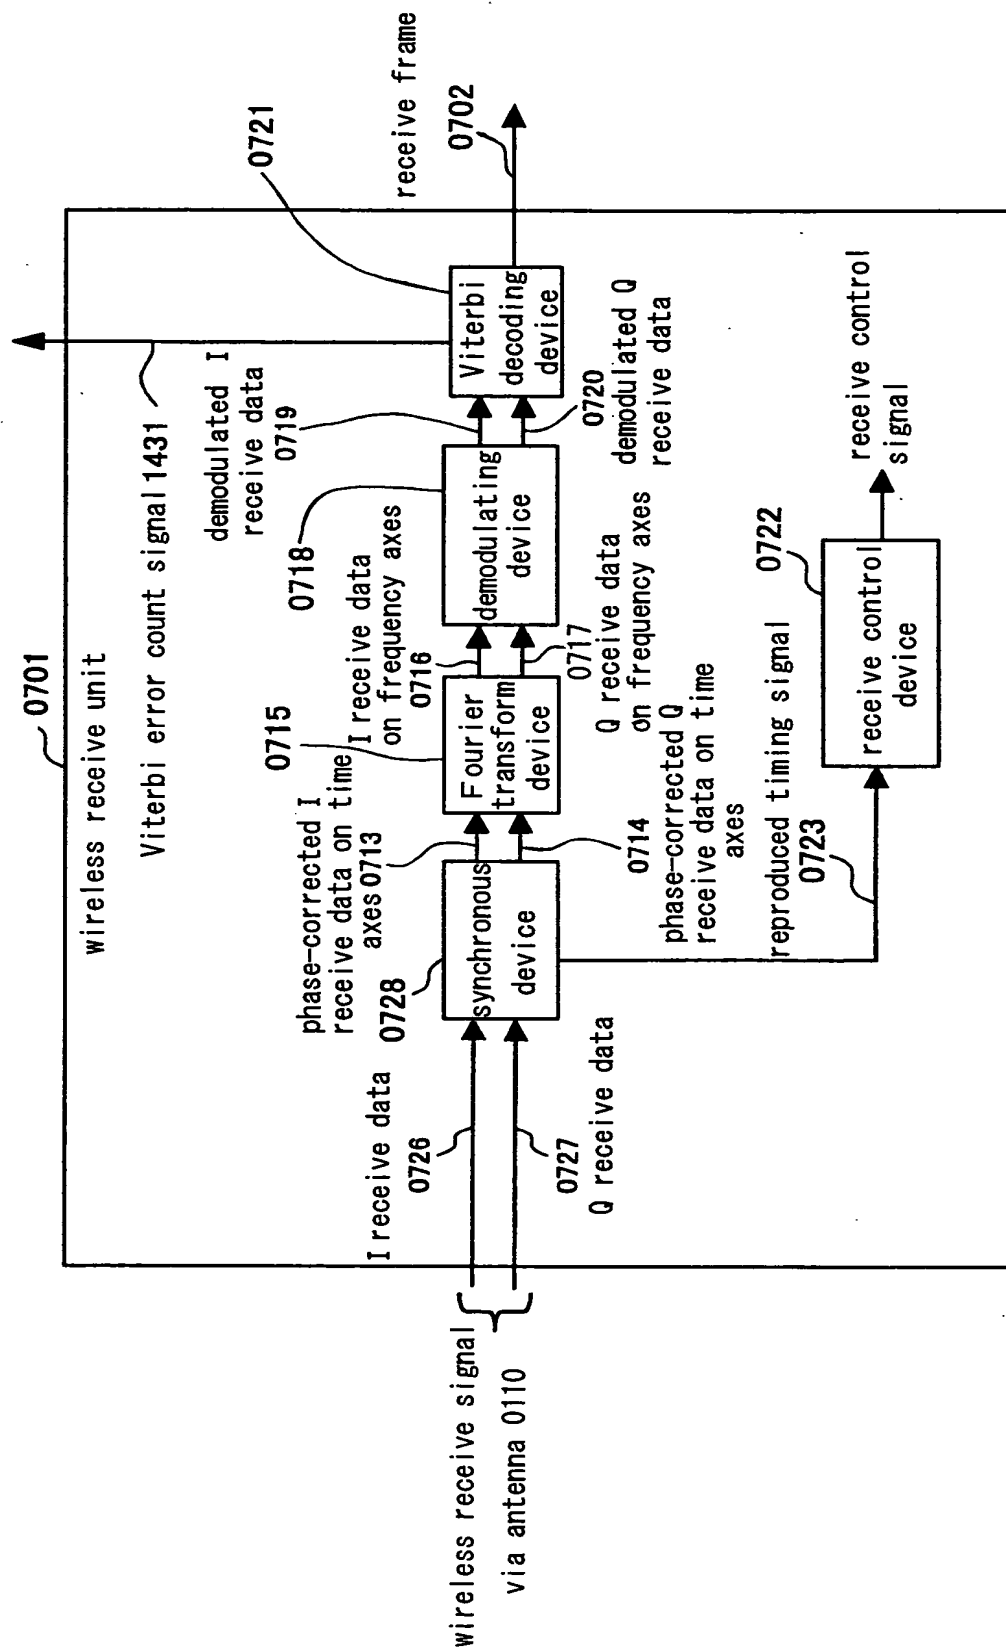 0701
wireless receive unit
Viterbi error count signal 1431
0721
receive frame
0702
demodulated I
receive data
0719
Viterbi
decoding
device
0720
demodulated Q
receive data
0718
demodulating
device
I receive data
on frequency axes
0716
0717
Q receive data
on frequency axes
0715
Fourier
transform
device
phase-corrected I
receive data on time
axes 0713
0714
phase-corrected Q
receive data on time
axes
0728
synchronous
device
I receive data
0726
0727
Q receive data
wireless receive signal
via antenna 0110
reproduced timing signal
0723
0722
receive control
device
receive control
signal